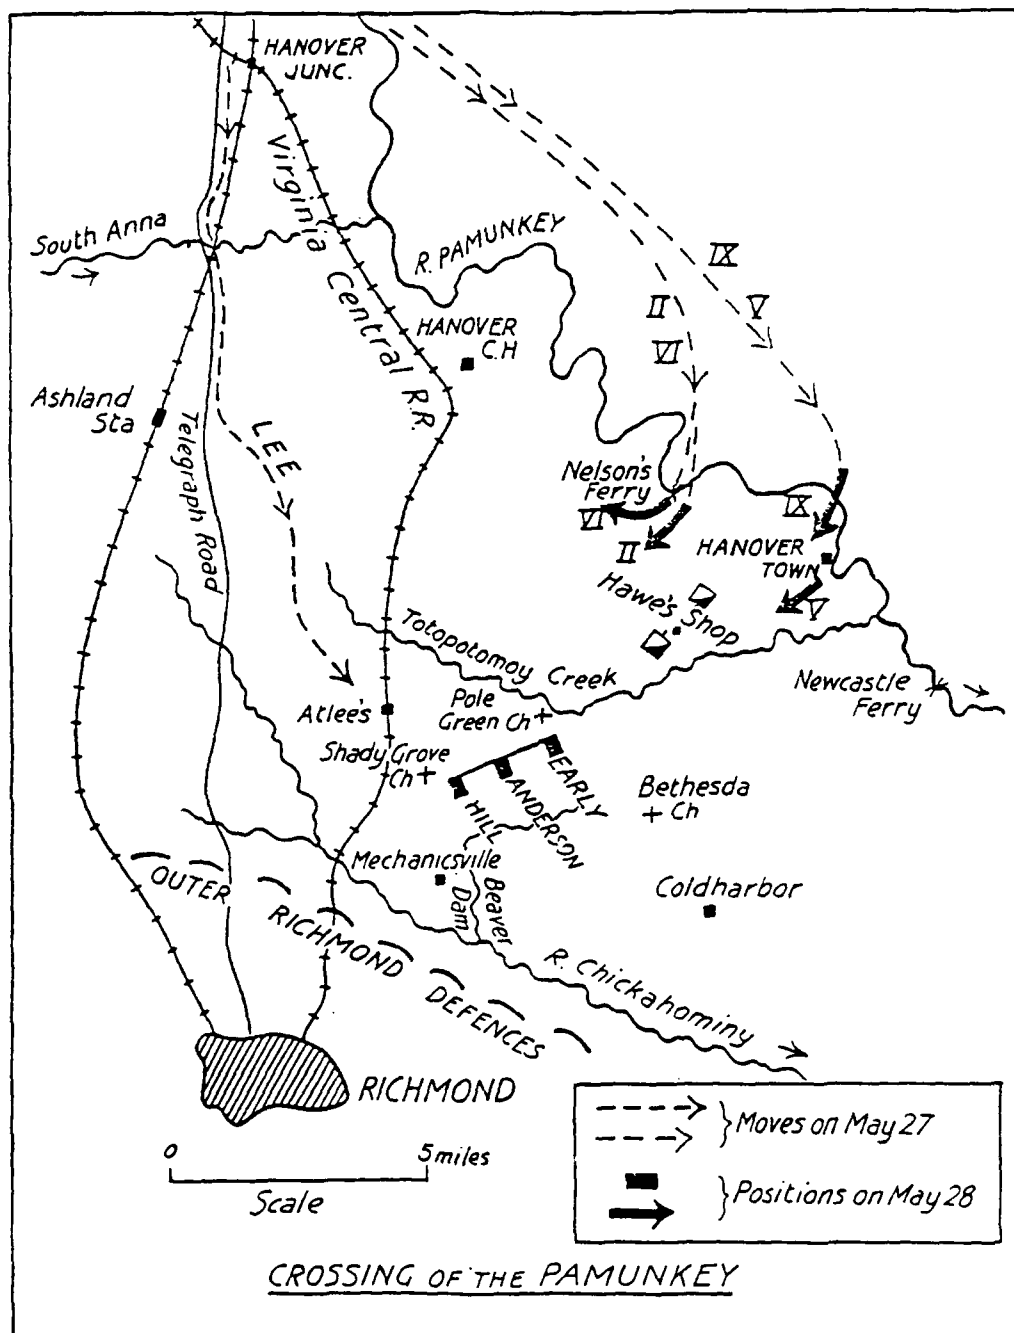 HANOVER
JUNC.
Virginia Central R.R.
South Anna
R. PAMUNKEY
IX
V
II
VI
HANOVER
C.H
Ashland
Sta
Telegraph Road
LEE
Nelson's
Ferry
VI
II
IX
HANOVER
TOWN
V
Hawe's Shop
Totopotomoy Creek
Newcastle
Ferry
Atlee's
Pole
Green Ch
Shady Grove
Ch
EARLY
ANDERSON
HILL
Bethesda
Ch
Mechanicsville
Beaver
Dam
Coldharbor
OUTER RICHMOND DEFENCES
R. Chickahominy
RICHMOND
0 5 miles
Scale
Moves on May 27
Positions on May 28
CROSSING OF THE PAMUNKEY